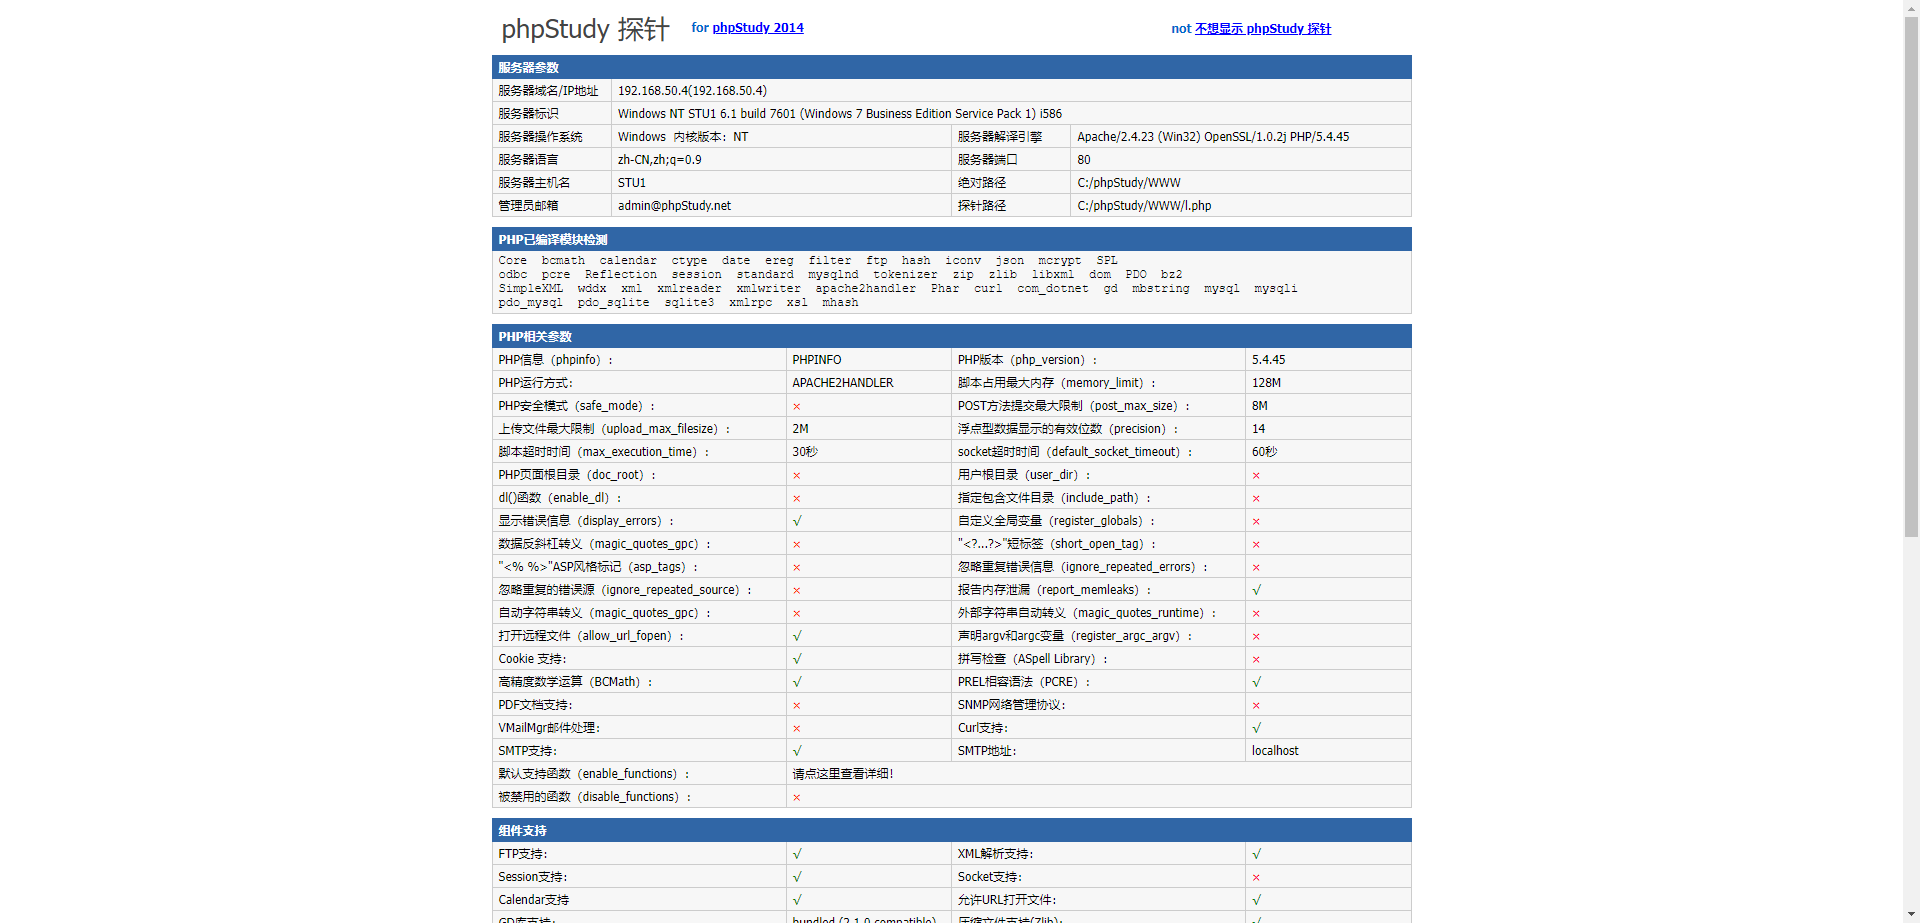 phpStudy 探针 for phpStudy 2014 not 不想显示 phpStudy 探针
服务器参数
服务器域名/IP地址 192.168.50.4(192.168.50.4)
服务器标识 Windows NT STU1 6.1 build 7601 (Windows 7 Business Edition Service Pack 1) i586
服务器操作系统 Windows 内核版本：NT 服务器解译引擎 Apache/2.4.23 (Win32) OpenSSL/1.0.2j PHP/5.4.45
服务器语言 zh-CN,zh;q=0.9 服务器端口 80
服务器主机名 STU1 绝对路径 C:/phpStudy/WWW
管理员邮箱 admin@phpStudy.net 探针路径 C:/phpStudy/WWW/l.php
PHP已编译模块检测
Core bcmath calendar ctype date ereg filter ftp hash iconv json mcrypt SPL
odbc pcre Reflection session standard mysqlnd tokenizer zip zlib libxml dom PDO bz2
SimpleXML wddx xml xmlreader xmlwriter apache2handler Phar curl com_dotnet gd mbstring mysql mysqli
pdo_mysql pdo_sqlite sqlite3 xmlrpc xsl mhash
PHP相关参数
PHP信息（phpinfo）： PHPINFO PHP版本（php_version）： 5.4.45
PHP运行方式： APACHE2HANDLER 脚本占用最大内存（memory_limit）： 128M
PHP安全模式（safe_mode）： × POST方法提交最大限制（post_max_size）： 8M
上传文件最大限制（upload_max_filesize）： 2M 浮点型数据显示的有效位数（precision）： 14
脚本超时时间（max_execution_time）： 30秒 socket超时时间（default_socket_timeout）： 60秒
PHP页面根目录（doc_root）： × 用户根目录（user_dir）： ×
dl()函数（enable_dl）： × 指定包含文件目录（include_path）： ×
显示错误信息（display_errors）： √ 自定义全局变量（register_globals）： ×
数据反斜杠转义（magic_quotes_gpc）： × "<?...?>"短标签（short_open_tag）： ×
"<% %>"ASP风格标记（asp_tags）： × 忽略重复错误信息（ignore_repeated_errors）： ×
忽略重复的错误源（ignore_repeated_source）： × 报告内存泄漏（report_memleaks）： √
自动字符串转义（magic_quotes_gpc）： × 外部字符串自动转义（magic_quotes_runtime）： ×
打开远程文件（allow_url_fopen）： √ 声明argv和argc变量（register_argc_argv）： ×
Cookie 支持： √ 拼写检查（ASpell Library）： ×
高精度数学运算（BCMath）： √ PREL相容语法（PCRE）： √
PDF文档支持： × SNMP网络管理协议： ×
VMailMgr邮件处理： × Curl支持： √
SMTP支持： √ SMTP地址： localhost
默认支持函数（enable_functions）： 请点这里查看详细！
被禁用的函数（disable_functions）： ×
组件支持
FTP支持： √ XML解析支持： √
Session支持： √ Socket支持： ×
Calendar支持 √ 允许URL打开文件： √
GD库支持： bundled (2.1.0 compatible) 压缩文件支持(Zlib)： √